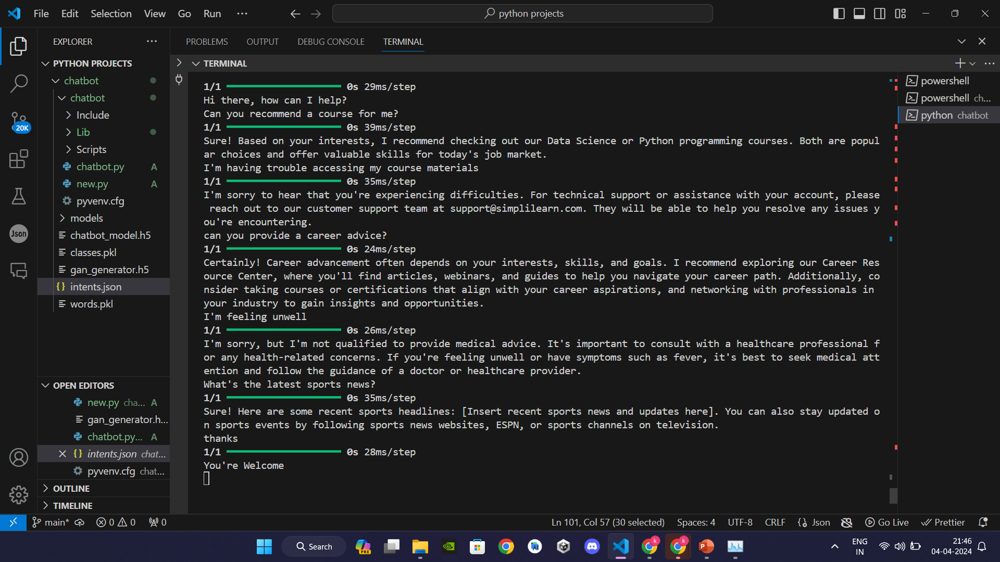 File Edit Selection View Go Run ··· python projects
EXPLORER ···
PYTHON PROJECTS
chatbot
chatbot
Include
Lib
Scripts
chatbot.py A
new.py A
pyvenv.cfg
models
chatbot_model.h5
classes.pkl
gan_generator.h5
intents.json
words.pkl
OPEN EDITORS
new.py cha... A
gan_generator.h...
chatbot.py... A
intents.json chat...
pyvenv.cfg chat...
OUTLINE
TIMELINE
20K
Json
PROBLEMS OUTPUT DEBUG CONSOLE TERMINAL
TERMINAL
1/1 0s 29ms/step
Hi there, how can I help?
Can you recommend a course for me?
1/1 0s 39ms/step
Sure! Based on your interests, I recommend checking out our Data Science or Python programming courses. Both are popul
ar choices and offer valuable skills for today's job market.
I'm having trouble accessing my course materials
1/1 0s 35ms/step
I'm sorry to hear that you're experiencing difficulties. For technical support or assistance with your account, please
reach out to our customer support team at support@simplilearn.com. They will be able to help you resolve any issues y
ou're encountering.
can you provide a career advice?
1/1 0s 24ms/step
Certainly! Career advancement often depends on your interests, skills, and goals. I recommend exploring our Career Res
ource Center, where you'll find articles, webinars, and guides to help you navigate your career path. Additionally, co
nsider taking courses or certifications that align with your career aspirations, and networking with professionals in
your industry to gain insights and opportunities.
I'm feeling unwell
1/1 0s 26ms/step
I'm sorry, but I'm not qualified to provide medical advice. It's important to consult with a healthcare professional f
or any health-related concerns. If you're feeling unwell or have symptoms such as fever, it's best to seek medical att
ention and follow the guidance of a doctor or healthcare provider.
What's the latest sports news?
1/1 0s 35ms/step
Sure! Here are some recent sports headlines: [Insert recent sports news and updates here]. You can also stay updated o
n sports events by following sports news websites, ESPN, or sports channels on television.
thanks
1/1 0s 28ms/step
You're Welcome
powershell
powershell ch...
python chatbot
main* 0 0 0 Ln 101, Col 57 (30 selected) Spaces: 4 UTF-8 CRLF Json Go Live Prettier
Search PRE k k P ENG
IN
21:46
04-04-2024